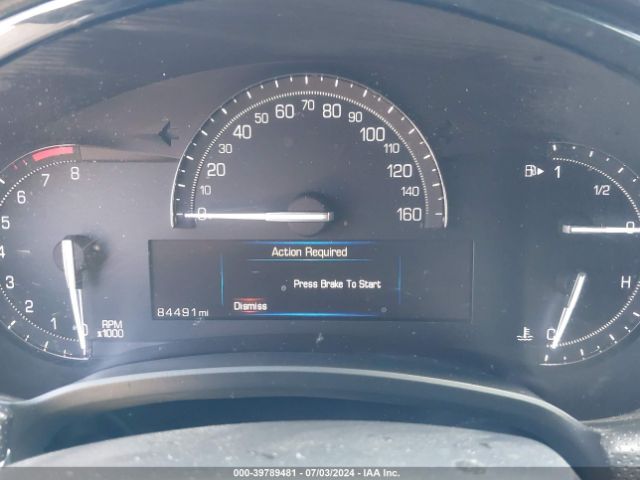 0 10 20 30 40 50 60 70 80 90 100 110 120 140 160
0 1 2 3 4 5 6 7 8
RPM
x1000
1
1/2
0
H
C
Action Required
Press Brake To Start
Dismiss
84491 mi
000-39789481 - 07/03/2024 - IAA Inc.